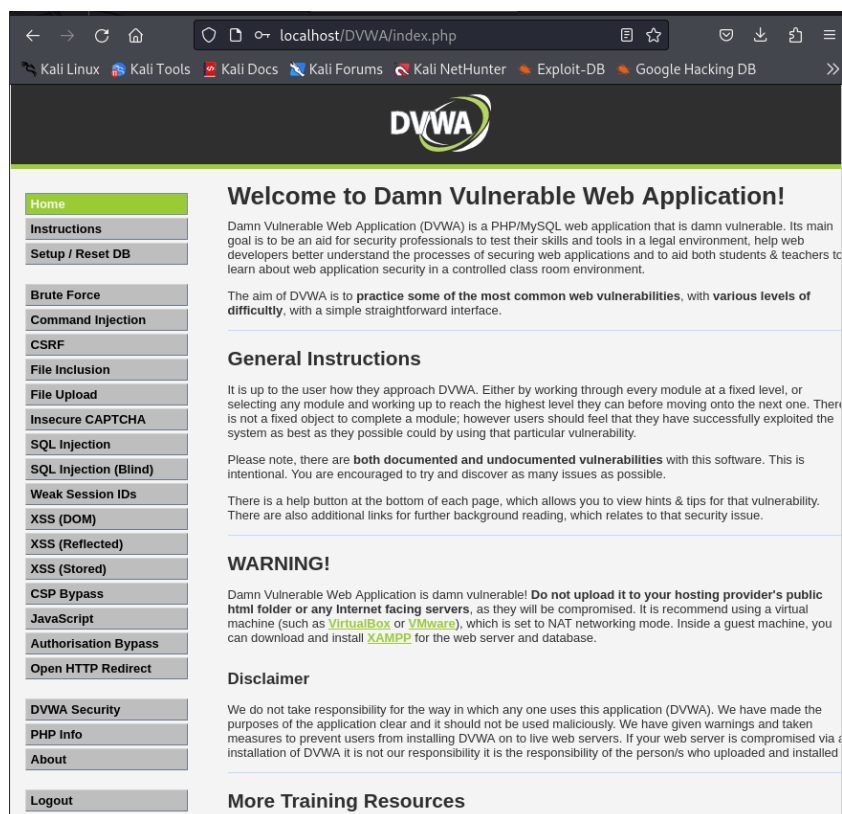 localhost/DVWA/index.php
Kali Linux Kali Tools Kali Docs Kali Forums Kali NetHunter Exploit-DB Google Hacking DB
DVWA
Home
Instructions
Setup / Reset DB
Brute Force
Command Injection
CSRF
File Inclusion
File Upload
Insecure CAPTCHA
SQL Injection
SQL Injection (Blind)
Weak Session IDs
XSS (DOM)
XSS (Reflected)
XSS (Stored)
CSP Bypass
JavaScript
Authorisation Bypass
Open HTTP Redirect
DVWA Security
PHP Info
About
Logout
Welcome to Damn Vulnerable Web Application!
Damn Vulnerable Web Application (DVWA) is a PHP/MySQL web application that is damn vulnerable. Its main
goal is to be an aid for security professionals to test their skills and tools in a legal environment, help web
developers better understand the processes of securing web applications and to aid both students & teachers to
learn about web application security in a controlled class room environment.
The aim of DVWA is to practice some of the most common web vulnerabilities, with various levels of
difficultly, with a simple straightforward interface.
General Instructions
It is up to the user how they approach DVWA. Either by working through every module at a fixed level, or
selecting any module and working up to reach the highest level they can before moving onto the next one. There
is not a fixed object to complete a module; however users should feel that they have successfully exploited the
system as best as they possible could by using that particular vulnerability.
Please note, there are both documented and undocumented vulnerabilities with this software. This is
intentional. You are encouraged to try and discover as many issues as possible.
There is a help button at the bottom of each page, which allows you to view hints & tips for that vulnerability.
There are also additional links for further background reading, which relates to that security issue.
WARNING!
Damn Vulnerable Web Application is damn vulnerable! Do not upload it to your hosting provider's public
html folder or any Internet facing servers, as they will be compromised. It is recommend using a virtual
machine (such as VirtualBox or VMware), which is set to NAT networking mode. Inside a guest machine, you
can download and install XAMPP for the web server and database.
Disclaimer
We do not take responsibility for the way in which any one uses this application (DVWA). We have made the
purposes of the application clear and it should not be used maliciously. We have given warnings and taken
measures to prevent users from installing DVWA on to live web servers. If your web server is compromised via a
installation of DVWA it is not our responsibility it is the responsibility of the person/s who uploaded and installed
More Training Resources